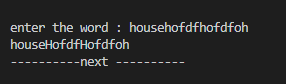 enter the word : househofdfhofdfoh
houseHofdfHofdfoh
----------next ----------